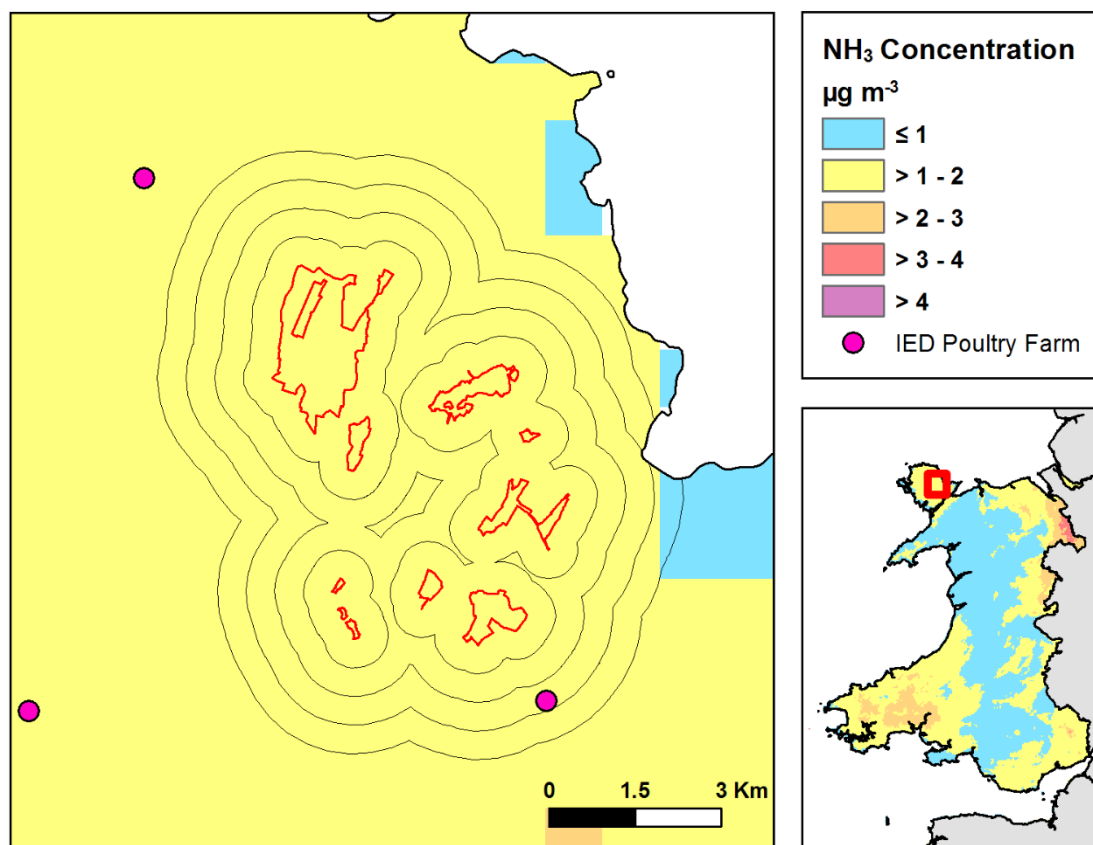 NH₃ Concentration
µg m⁻³
≤ 1
> 1 - 2
> 2 - 3
> 3 - 4
> 4
IED Poultry Farm
0 1.5 3 Km